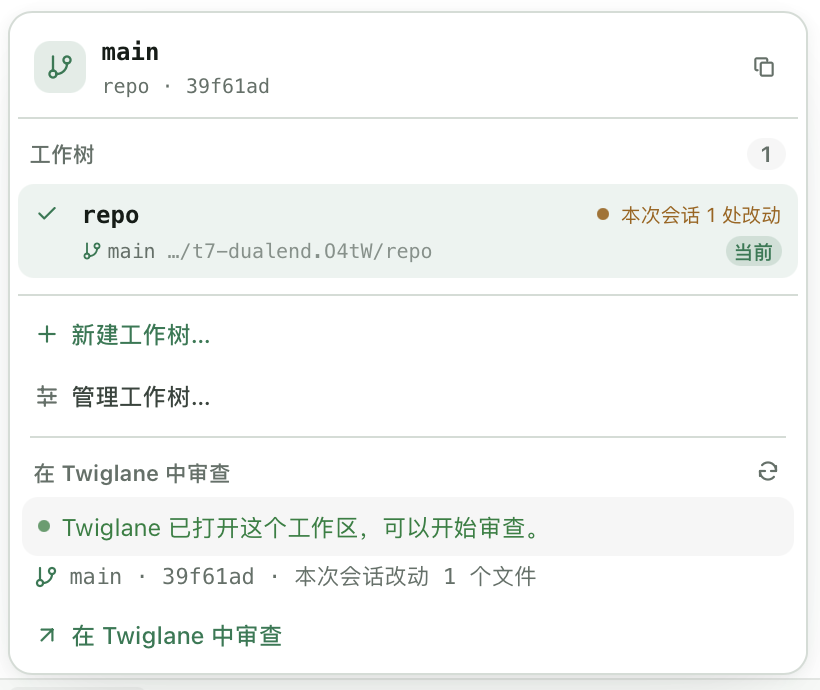 main
repo · 39f61ad
工作树 1
repo 本次会话 1 处改动
main …/t7-dualend.O4tW/repo 当前
新建工作树...
管理工作树...
在 Twiglane 中审查
Twiglane 已打开这个工作区，可以开始审查。
main · 39f61ad · 本次会话改动 1 个文件
在 Twiglane 中审查